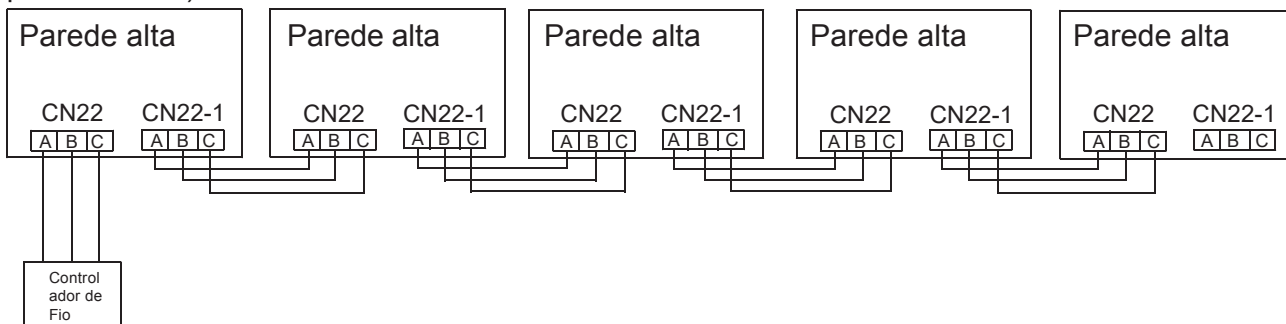 Parede alta Parede alta Parede alta Parede alta Parede alta
CN22 CN22-1 CN22 CN22-1 CN22 CN22-1 CN22 CN22-1 CN22 CN22-1
A B C A B C A B C A B C A B C A B C A B C A B C A B C A B C
Control
ador de
Fio